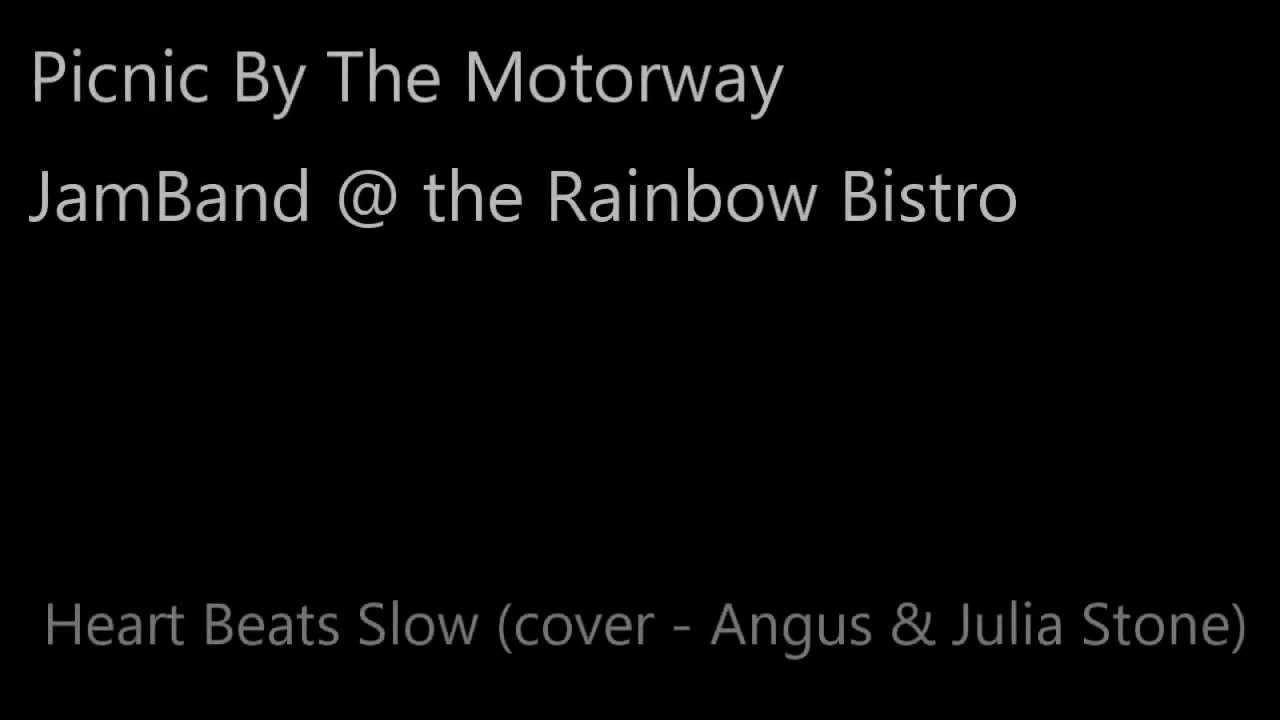 Picnic By The Motorway
JamBand @ the Rainbow Bistro
Heart Beats Slow (cover - Angus & Julia Stone)